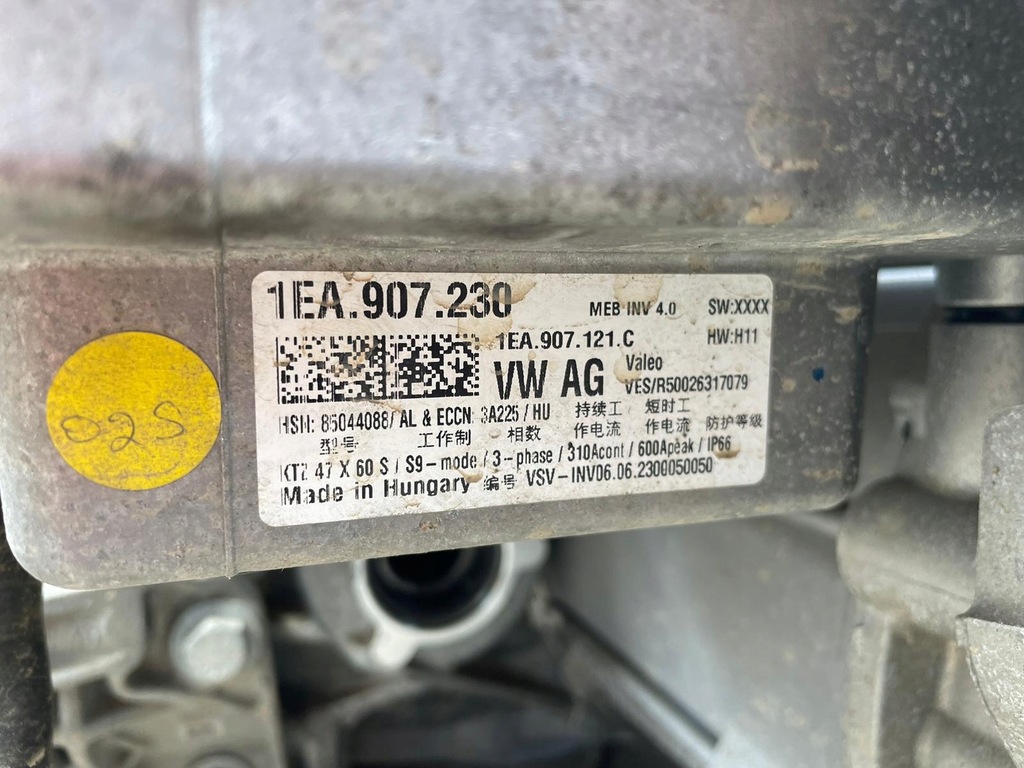 1EA.907.230 MEB INV 4.0 SW:XXXX
1EA.907.121.C HW:H11
VW AG Valeo
VES/R50026317079
HSN: 85044088/ AL & ECCN: 3A225 / HU 持续工 短时工
型号 工作制 相数 作电流 作电流 防护等级
KTZ 47 X 60 S / S9-mode / 3-phase / 310Acont / 600Apeak / IP66
Made in Hungary 编号 VSV-INV06.06.2300050050
02S